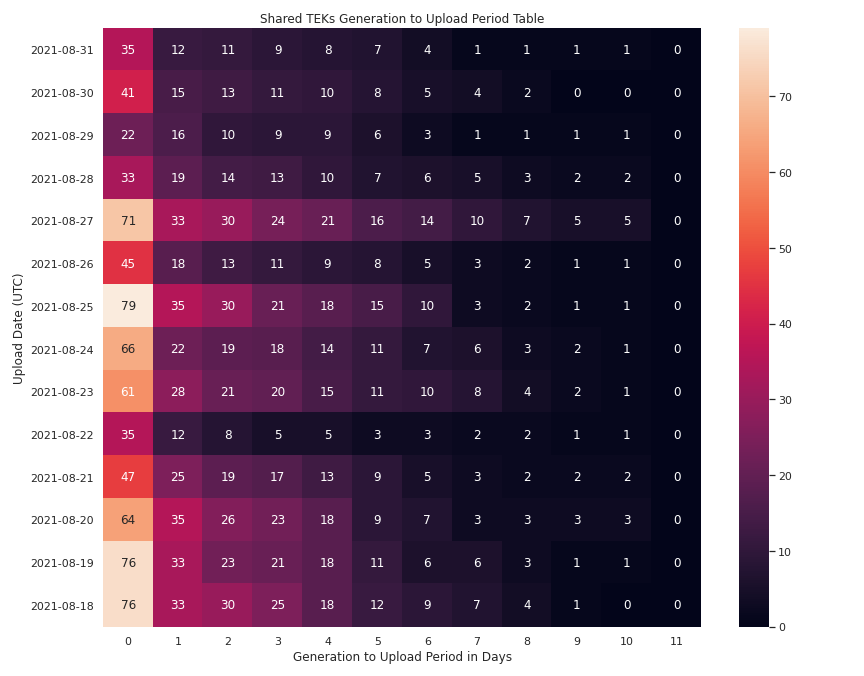 Shared TEKs Generation to Upload Period Table
Upload Date (UTC)
2021-08-31 35 12 11 9 8 7 4 1 1 1 1 0
2021-08-30 41 15 13 11 10 8 5 4 2 0 0 0
2021-08-29 22 16 10 9 9 6 3 1 1 1 1 0
2021-08-28 33 19 14 13 10 7 6 5 3 2 2 0
2021-08-27 71 33 30 24 21 16 14 10 7 5 5 0
2021-08-26 45 18 13 11 9 8 5 3 2 1 1 0
2021-08-25 79 35 30 21 18 15 10 3 2 1 1 0
2021-08-24 66 22 19 18 14 11 7 6 3 2 1 0
2021-08-23 61 28 21 20 15 11 10 8 4 2 1 0
2021-08-22 35 12 8 5 5 3 3 2 2 1 1 0
2021-08-21 47 25 19 17 13 9 5 3 2 2 2 0
2021-08-20 64 35 26 23 18 9 7 3 3 3 3 0
2021-08-19 76 33 23 21 18 11 6 6 3 1 1 0
2021-08-18 76 33 30 25 18 12 9 7 4 1 0 0
0 1 2 3 4 5 6 7 8 9 10 11
Generation to Upload Period in Days
70
60
50
40
30
20
10
0